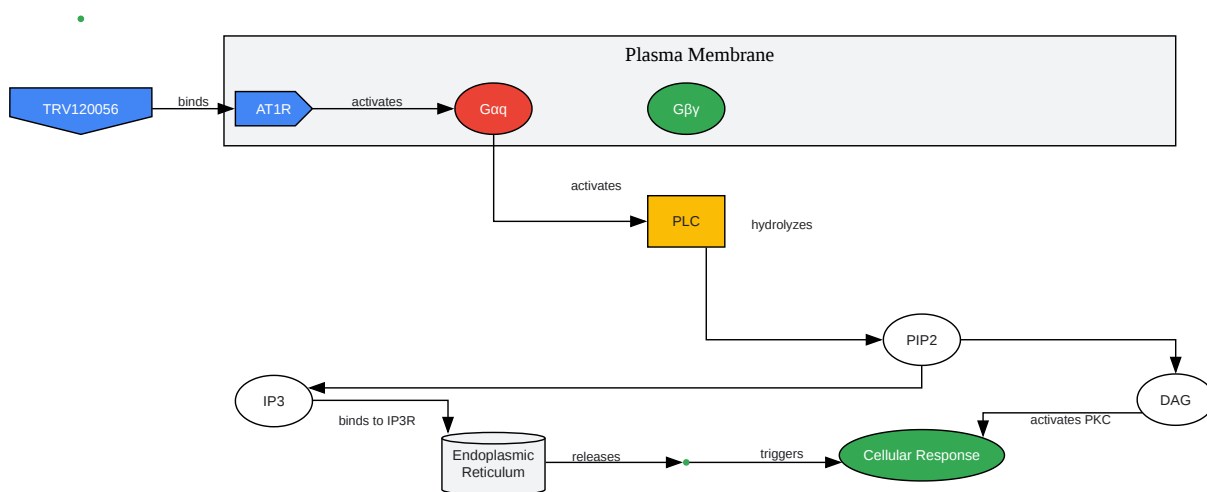 Plasma Membrane
TRV120056
binds
AT1R
activates
Gαq
Gβγ
activates
PLC
hydrolyzes
PIP2
IP3
DAG
binds to IP3R
activates PKC
Endoplasmic
Reticulum
releases
triggers
Cellular Response